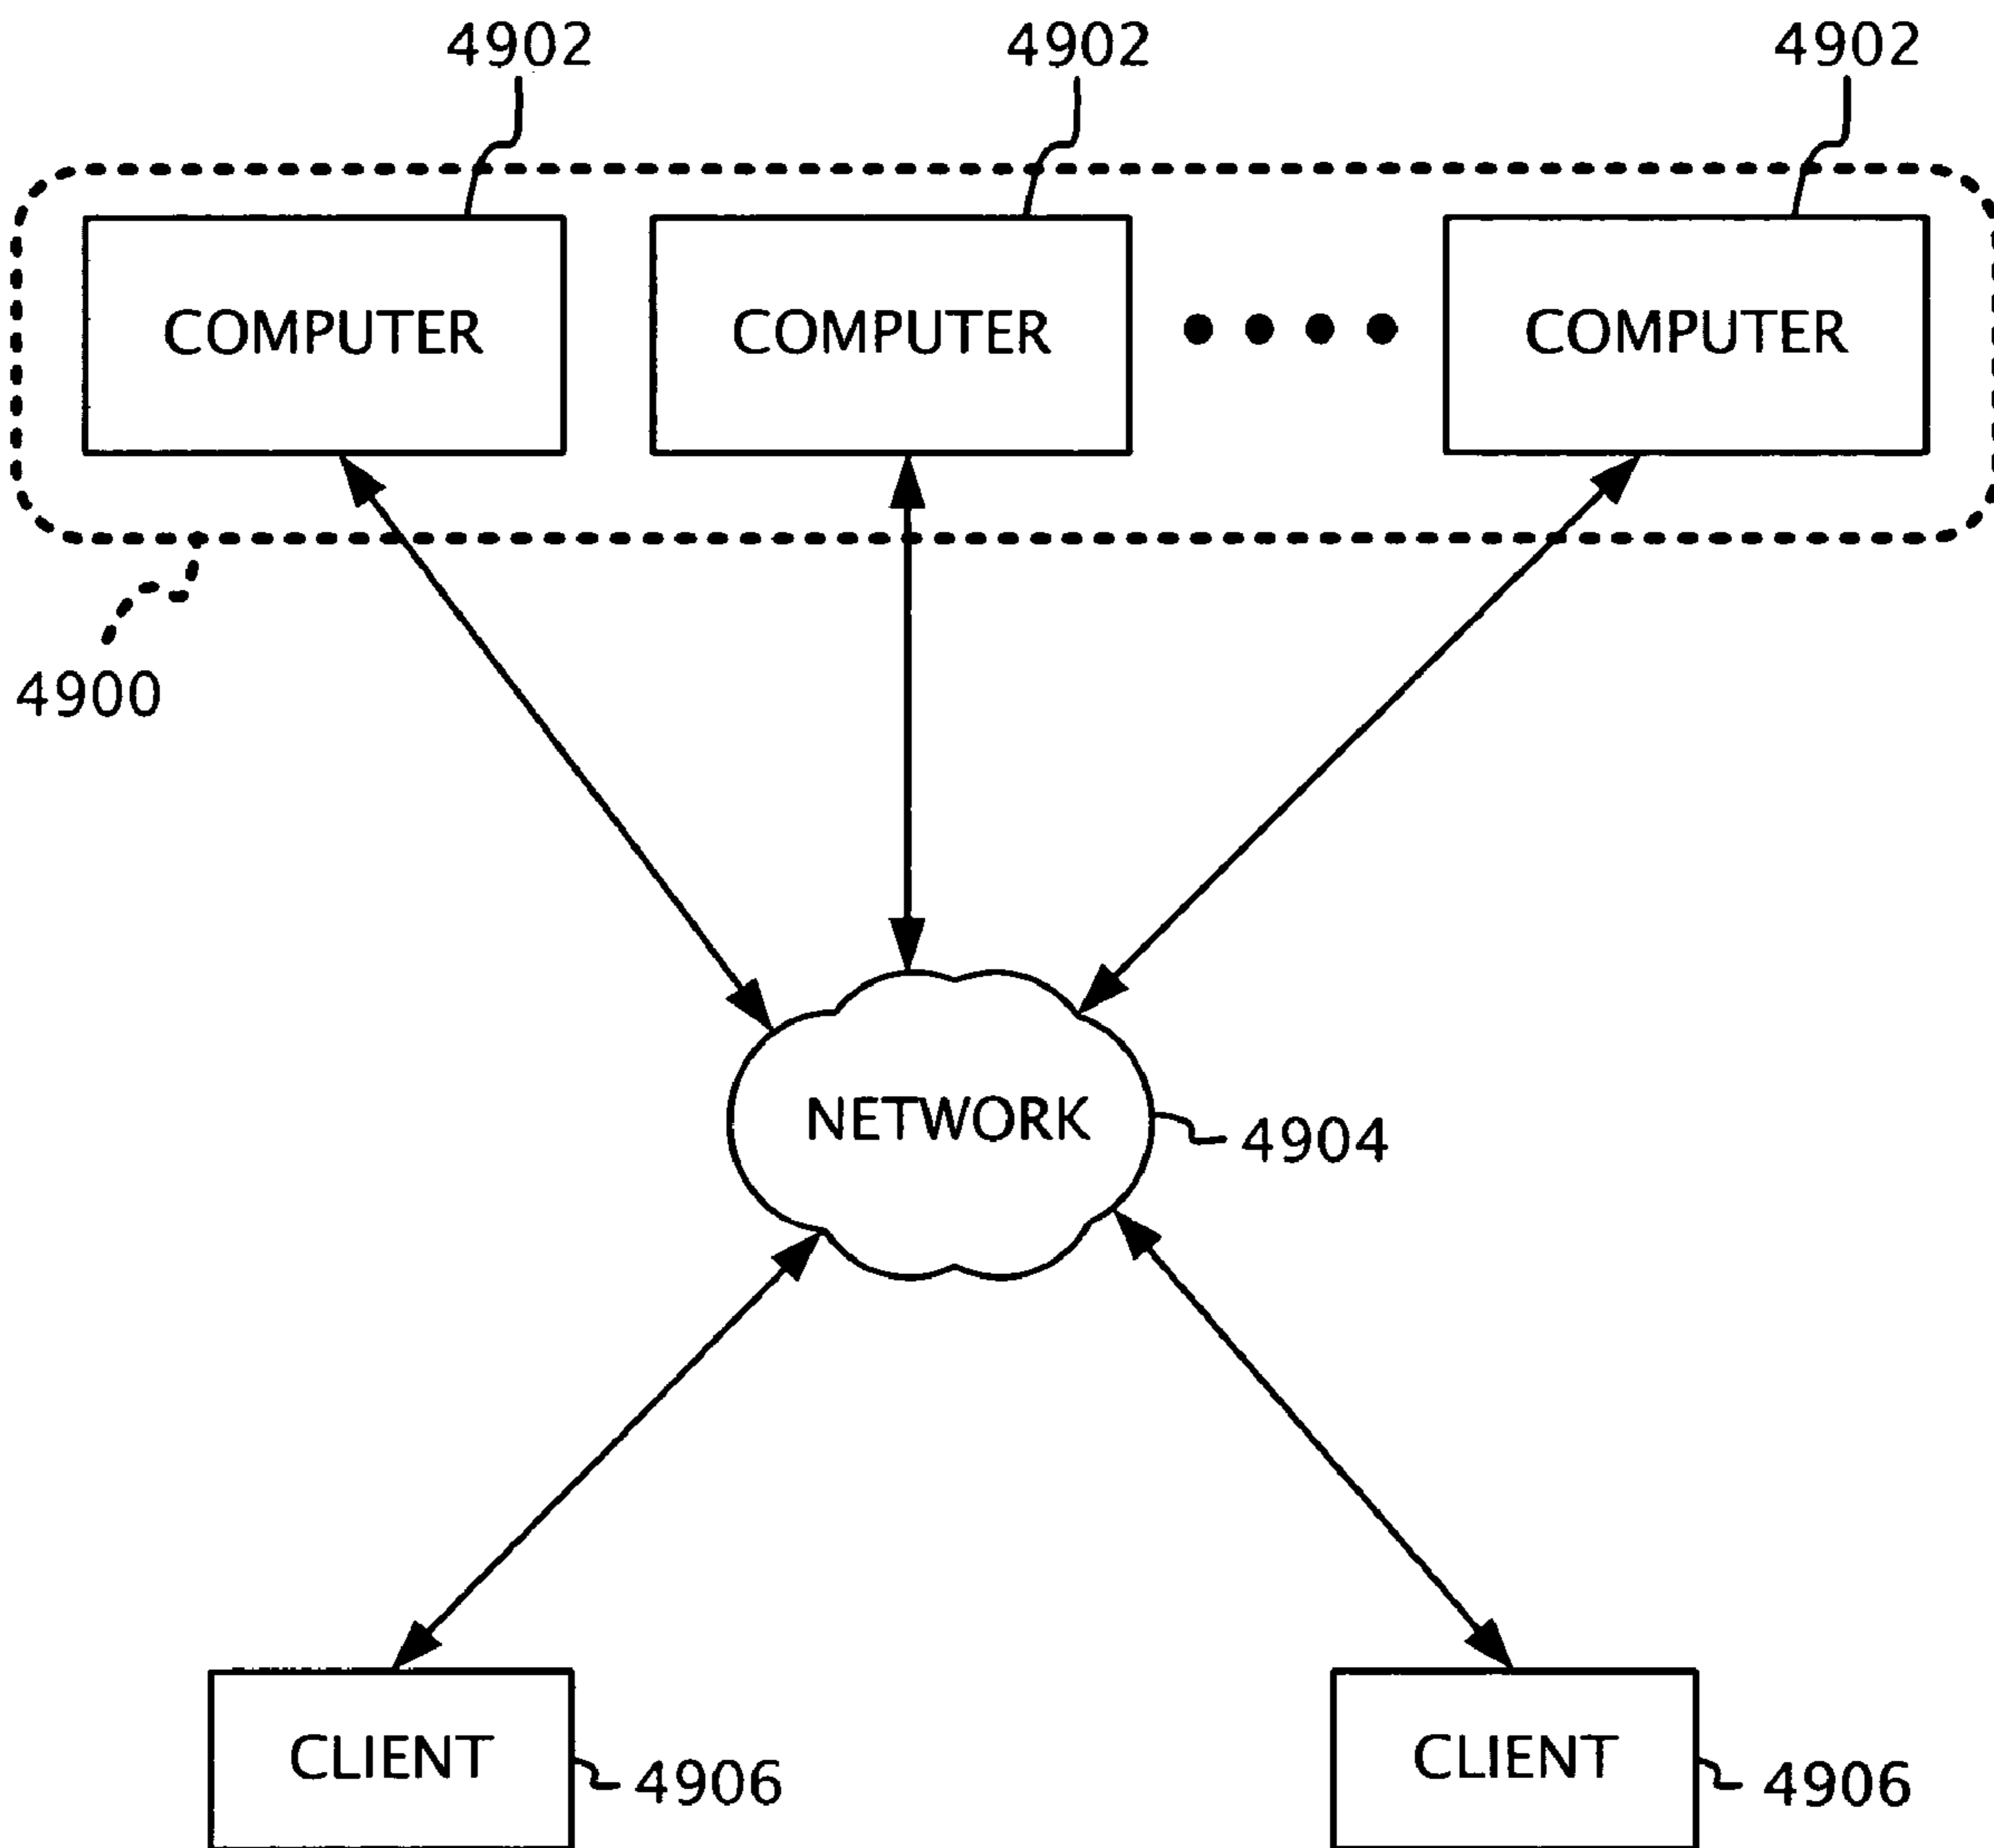 4902 4902 4902
COMPUTER COMPUTER COMPUTER
4900
NETWORK
4904
CLIENT 4906 CLIENT 4906